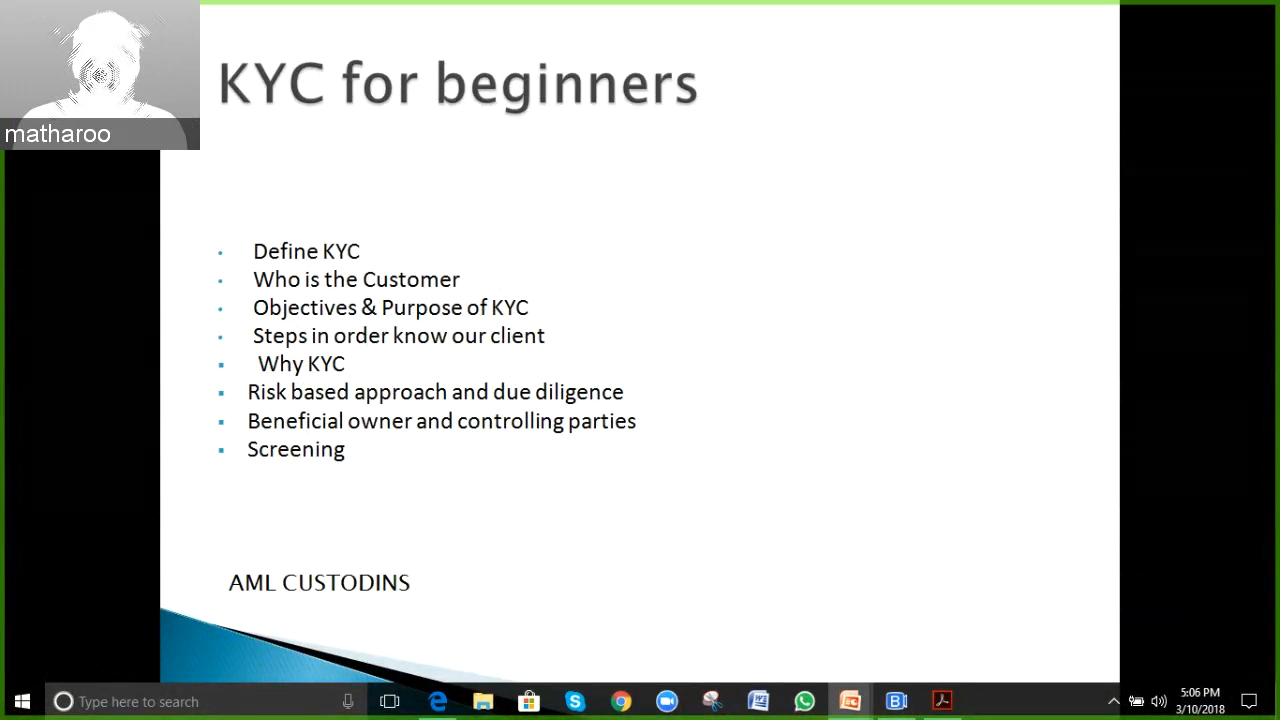 KYC for beginners
matharoo
Define KYC
Who is the Customer
Objectives & Purpose of KYC
Steps in order know our client
Why KYC
Risk based approach and due diligence
Beneficial owner and controlling parties
Screening
AML CUSTODINS
Type here to search
5:06 PM
3/10/2018